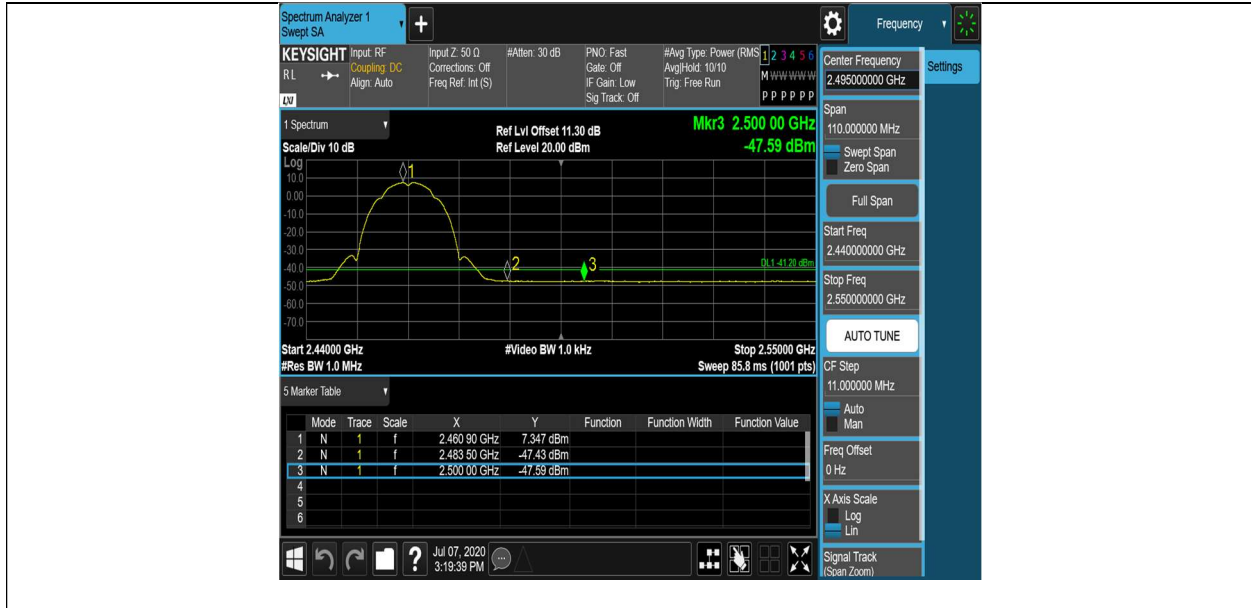 Spectrum Analyzer 1
Swept SA
+
Frequency
KEYSIGHT
RL
LXI
Input: RF
Coupling: DC
Align: Auto
Input Z: 50 Ω
Corrections: Off
Freq Ref: Int (S)
#Atten: 30 dB
PNO: Fast
Gate: Off
IF Gain: Low
Sig Track: Off
#Avg Type: Power (RMS
Avg|Hold: 10/10
Trig: Free Run
1 2 3 4 5 6
M W W W W W
P P P P P P
1 Spectrum
Scale/Div 10 dB
Ref Lvl Offset 11.30 dB
Ref Level 20.00 dBm
Mkr3 2.500 00 GHz
-47.59 dBm
Log
10.0
0.00
-10.0
-20.0
-30.0
-40.0
-50.0
-60.0
-70.0
1
2
3
DL1 -41.20 dBm
Start 2.44000 GHz
#Res BW 1.0 MHz
#Video BW 1.0 kHz
Stop 2.55000 GHz
Sweep 85.8 ms (1001 pts)
5 Marker Table
Mode Trace Scale X Y Function Function Width Function Value
1 N 1 f 2.460 90 GHz 7.347 dBm
2 N 1 f 2.483 50 GHz -47.43 dBm
3 N 1 f 2.500 00 GHz -47.59 dBm
4
5
6
?
Jul 07, 2020
3:19:39 PM
Center Frequency
2.495000000 GHz
Settings
Span
110.000000 MHz
Swept Span
Zero Span
Full Span
Start Freq
2.440000000 GHz
Stop Freq
2.550000000 GHz
AUTO TUNE
CF Step
11.000000 MHz
Auto
Man
Freq Offset
0 Hz
X Axis Scale
Log
Lin
Signal Track
(Span Zoom)